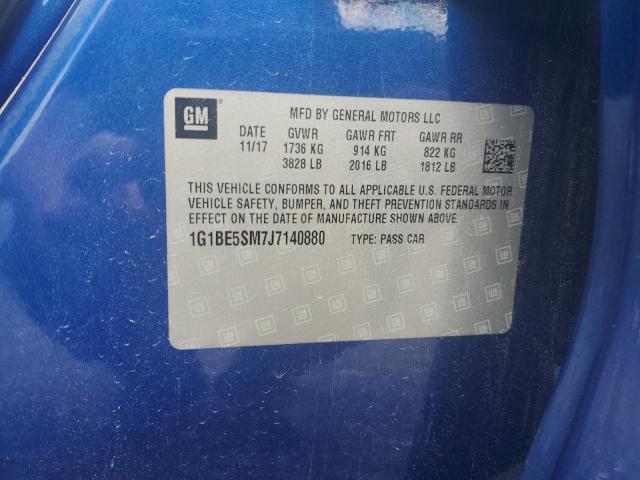 GM MFD BY GENERAL MOTORS LLC
DATE GVWR GAWR FRT GAWR RR
11/17 1736 KG 914 KG 822 KG
3828 LB 2016 LB 1812 LB
THIS VEHICLE CONFORMS TO ALL APPLICABLE U.S. FEDERAL MOTOR
VEHICLE SAFETY, BUMPER, AND THEFT PREVENTION STANDARDS
IN EFFECT ON THE DATE OF MANUFACTURE SHOWN ABOVE.
1G1BE5SM7J7140880 TYPE: PASS CAR